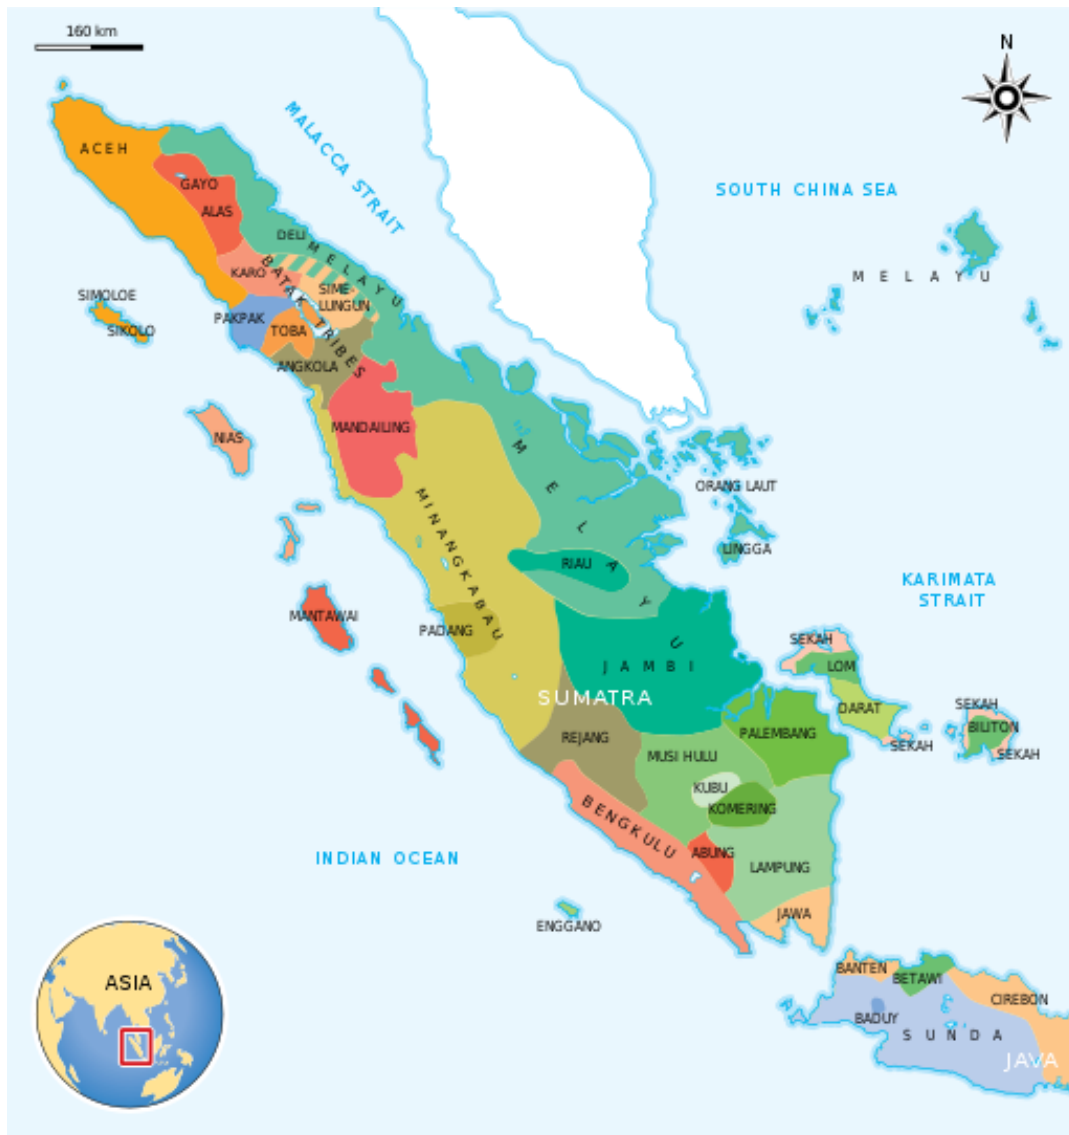 160 km
N
MALACCA STRAIT
ACEH
SOUTH CHINA SEA
GAYO
ALAS
DELI
MELAYU
MELAYU
KARO
BATAK TRIBES
SIME
LUNGUN
SIMOLOE
SIKOLO
PAKPAK
TOBA
ANGKOLA
NIAS
MANDAILING
MELAYU
ORANG LAUT
MINANGKABAU
LINGGA
RIAU
KARIMATA
STRAIT
MANTAWAI
PADANG
SEKAH
JAMBI
LOM
SUMATRA
DARAT
SEKAH
REJANG
PALEMBANG
BILITON
SEKAH
SEKAH
MUSI HULU
KUBU
KOMERING
BENGKULU
ABUNG
INDIAN OCEAN
LAMPUNG
JAWA
ENGGANO
BANTEN
BETAWI
ASIA
CIREBON
BADUY
SUNDA
JAVA